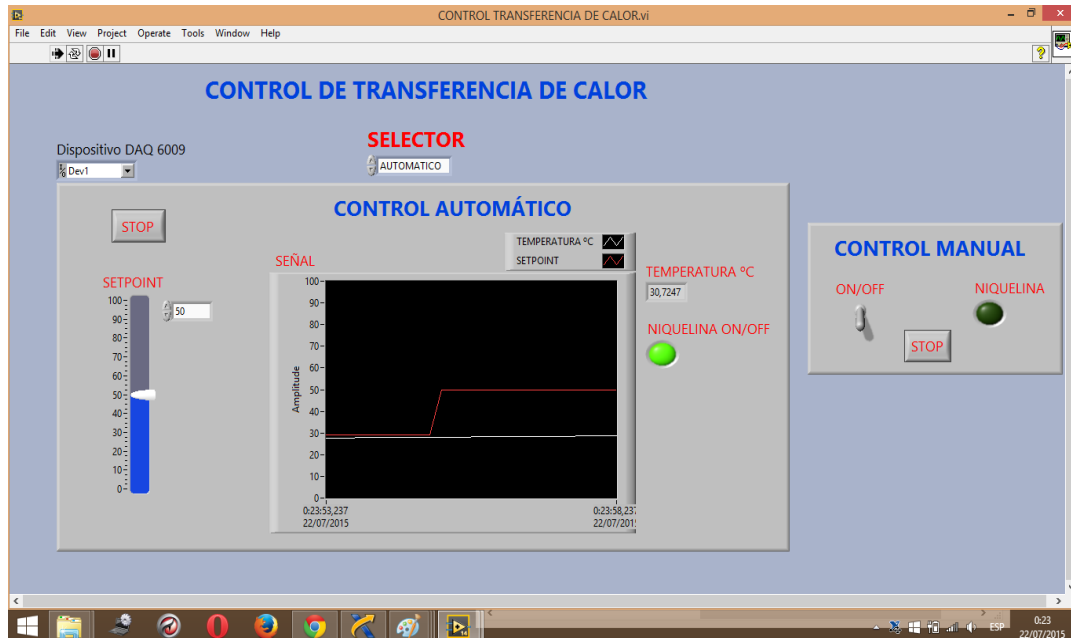 CONTROL TRANSFERENCIA DE CALOR.vi
File Edit View Project Operate Tools Window Help
CONTROL DE TRANSFERENCIA DE CALOR
SELECTOR
Dispositivo DAQ 6009
Dev1
AUTOMATICO
CONTROL AUTOMÁTICO
STOP
TEMPERATURA ºC
SETPOINT
SEÑAL
TEMPERATURA ºC
30,7247
SETPOINT
50
100
90
80
70
60
50
40
30
20
10
0
NIQUELINA ON/OFF
Amplitude
100
90
80
70
60
50
40
30
20
10
0
0:23:53,237
22/07/2015
0:23:58,237
22/07/2015
CONTROL MANUAL
ON/OFF
NIQUELINA
STOP
ESP
0:23
22/07/2015